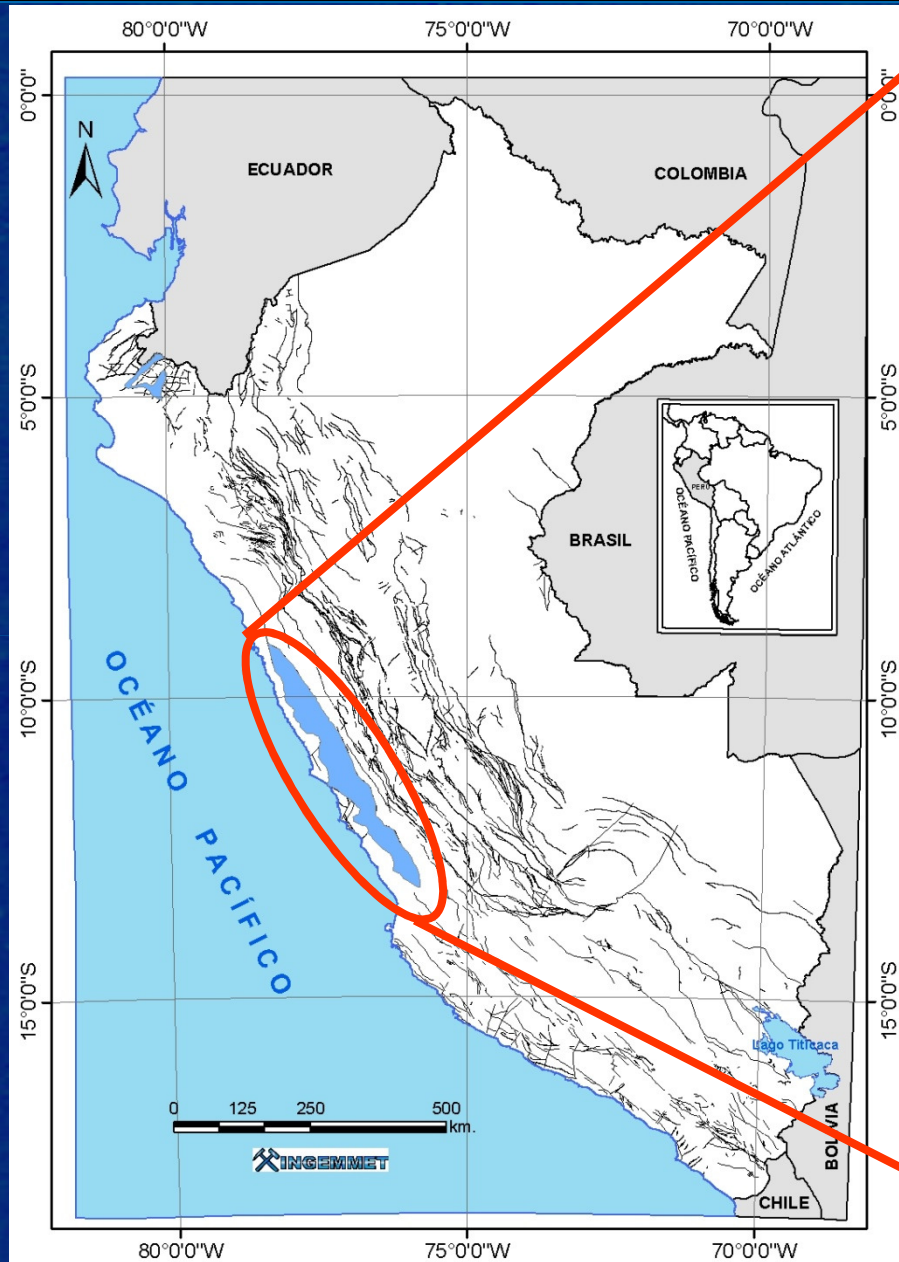 80°0'0"W 75°0'0"W 70°0'0"W
0°0'0" 0°0'0"
N
ECUADOR
COLOMBIA
5°0'0"S 5°0'0"S
BRASIL
PERÚ
OCÉANO PACÍFICO
OCÉANO ATLÁNTICO
10°0'0"S 10°0'0"S
OCÉANO PACÍFICO
15°0'0"S 15°0'0"S
Lago Titicaca
0 125 250 500
km.
INGEMMET
BOLIVIA
CHILE
80°0'0"W 75°0'0"W 70°0'0"W